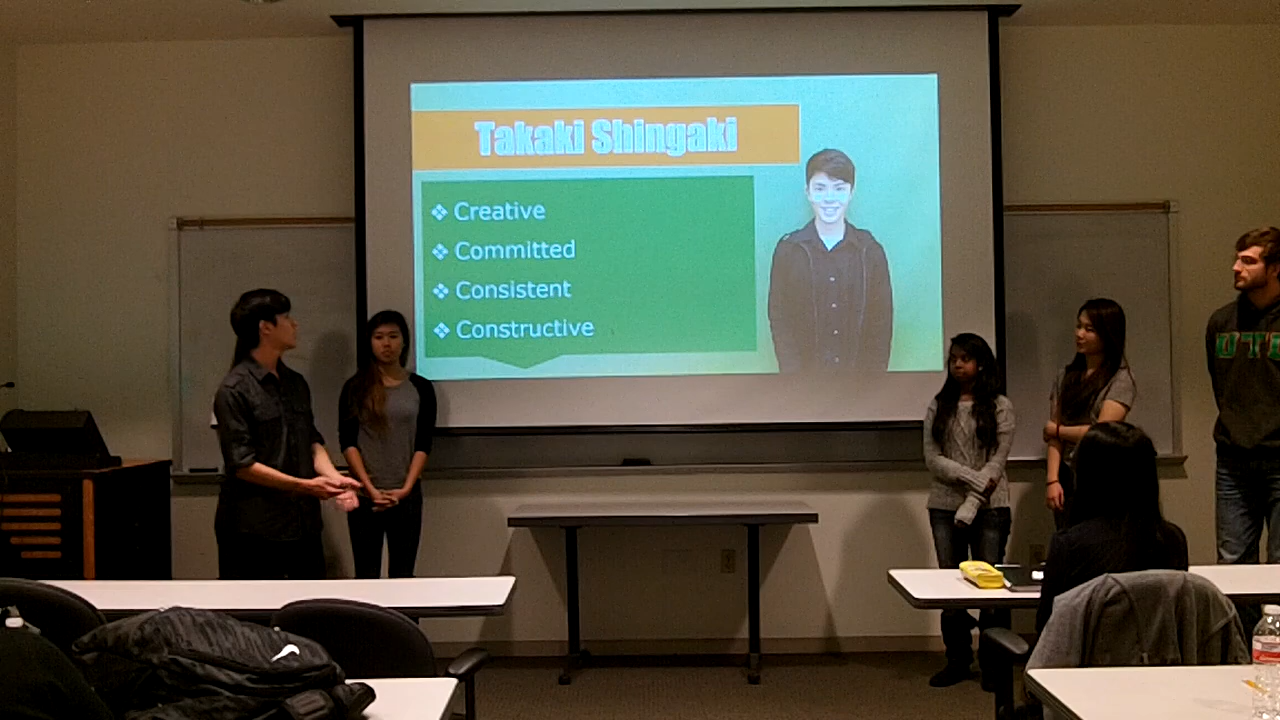 Takaki Shingaki
❖ Creative
❖ Committed
❖ Consistent
❖ Constructive